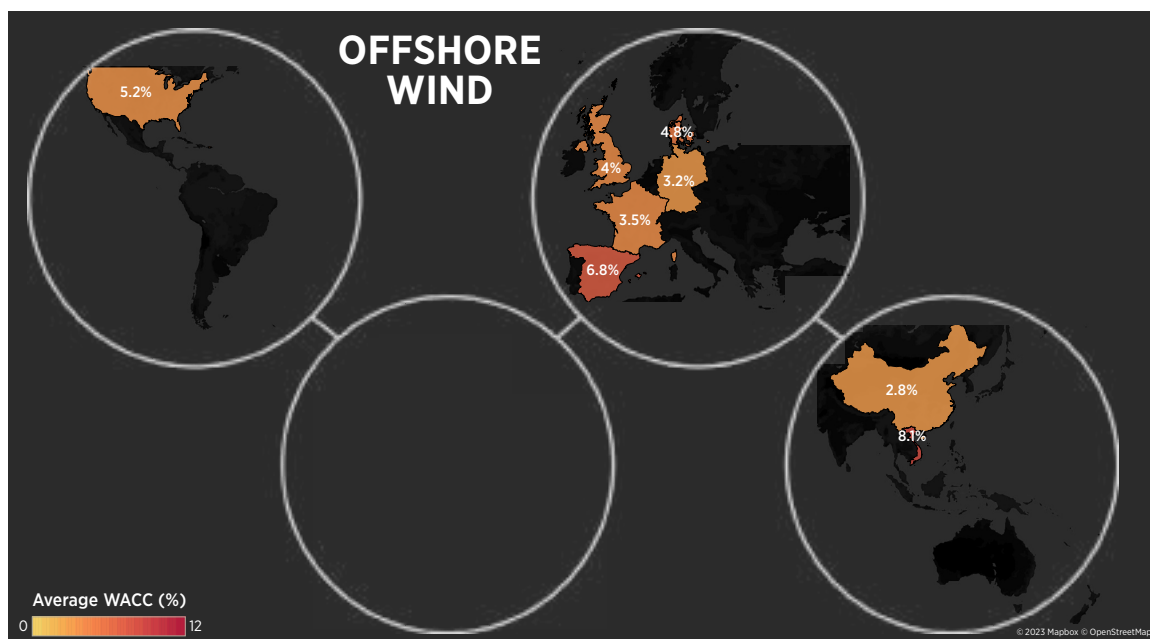 OFFSHORE
WIND
5.2%
4.8%
4%
3.2%
3.5%
6.8%
2.8%
8.1%
Average WACC (%)
0 12
© 2023 Mapbox © OpenStreetMap